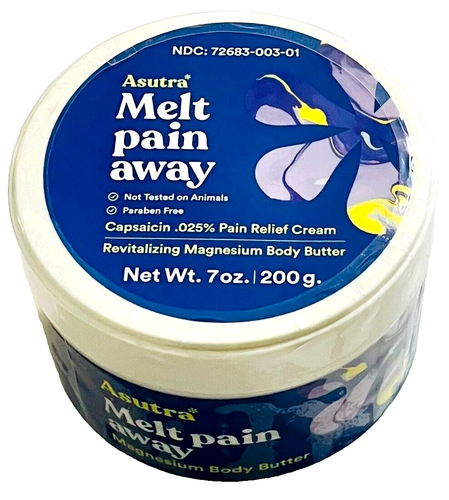 NDC: 72683-003-01
Asutra*
Melt
pain
away
Not Tested on Animals
Paraben Free
Capsaicin .025% Pain Relief Cream
Revitalizing Magnesium Body Butter
Net Wt. 7oz. | 200 g.
Asutra*
Melt pain
away
Magnesium Body Butter